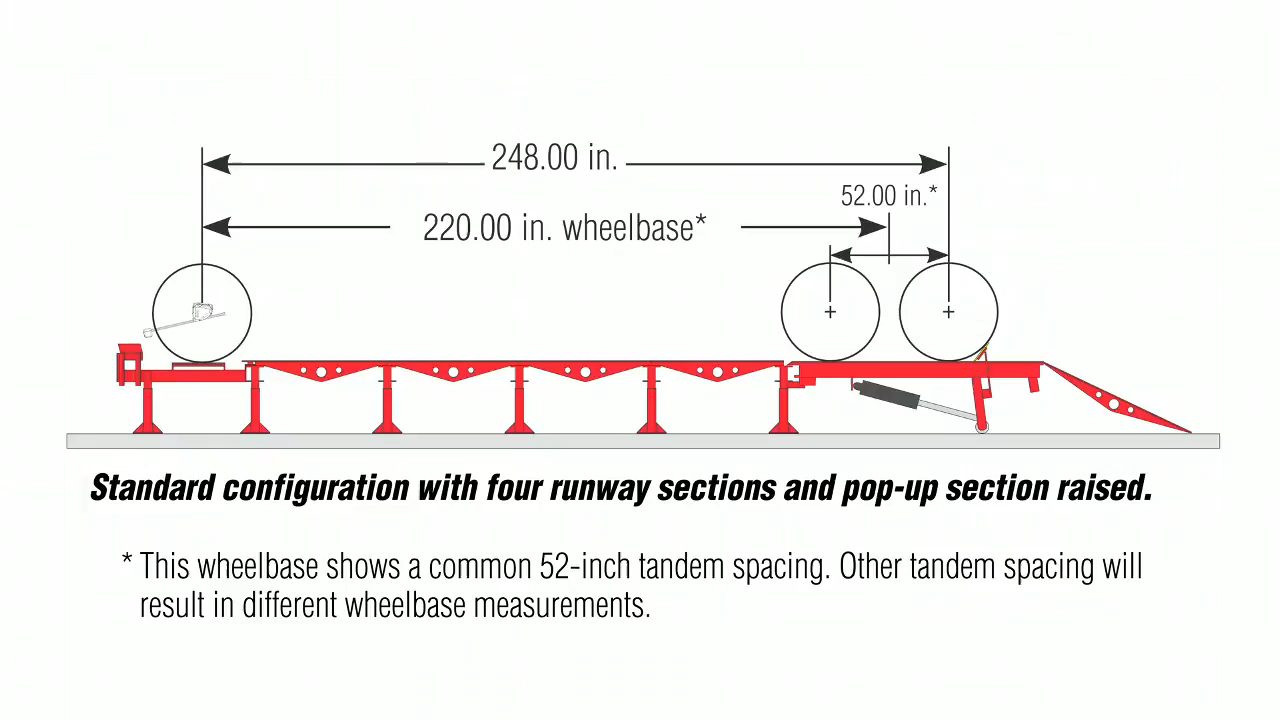 248.00 in.
52.00 in.*
220.00 in. wheelbase*
Standard configuration with four runway sections and pop-up section raised.
* This wheelbase shows a common 52-inch tandem spacing. Other tandem spacing will
result in different wheelbase measurements.